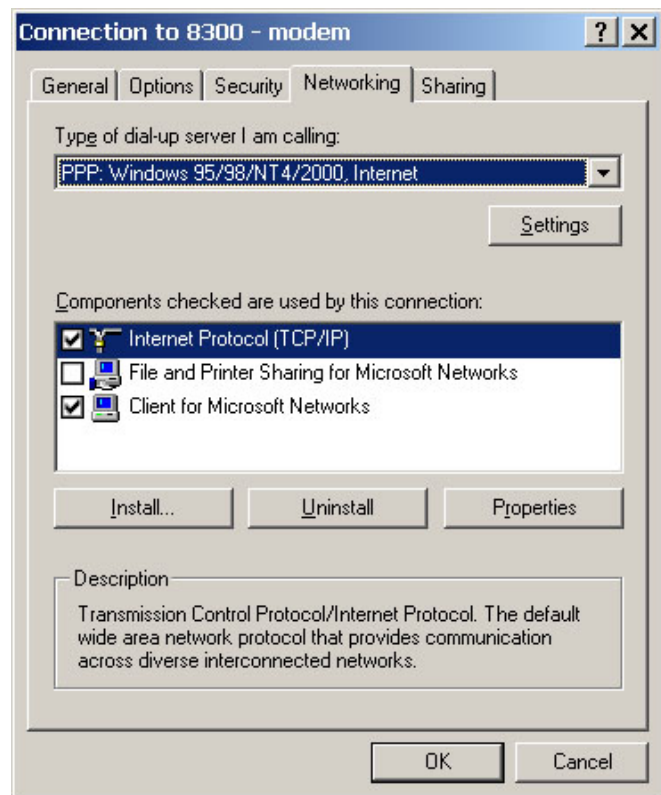 Connection to 8300 - modem
General Options Security Networking Sharing
Type of dial-up server I am calling:
PPP: Windows 95/98/NT4/2000, Internet
Settings
Components checked are used by this connection:
Internet Protocol (TCP/IP)
File and Printer Sharing for Microsoft Networks
Client for Microsoft Networks
Install... Uninstall Properties
Description
Transmission Control Protocol/Internet Protocol. The default
wide area network protocol that provides communication
across diverse interconnected networks.
OK Cancel